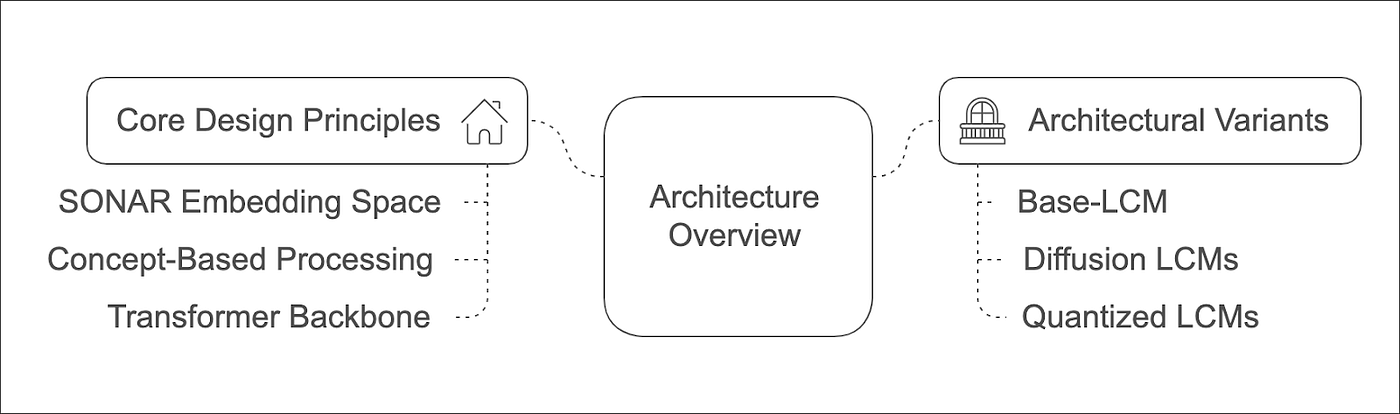 Core Design Principles
SONAR Embedding Space
Concept-Based Processing
Transformer Backbone
Architecture
Overview
Architectural Variants
Base-LCM
Diffusion LCMs
Quantized LCMs